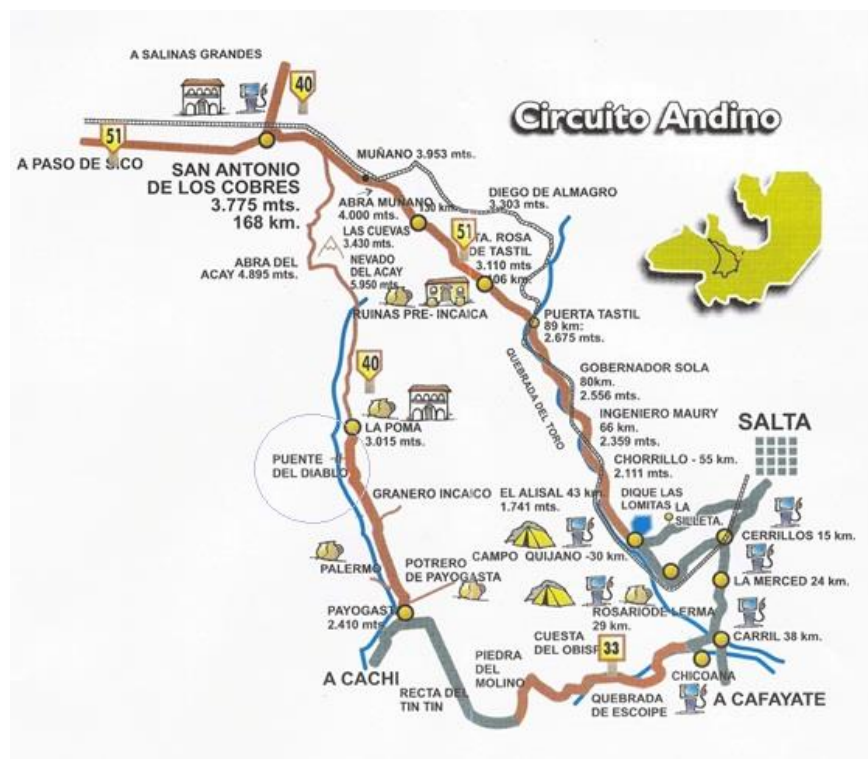 A SALINAS GRANDES
40
Circuito Andino
51
A PASO DE SICO
SAN ANTONIO
DE LOS COBRES
3.775 mts.
168 km.
MUÑANO 3.953 mts.
ABRA MUÑANO
4.000 mts.
130 km.
DIEGO DE ALMAGRO
3.303 mts.
LAS CUEVAS
3.430 mts.
51
STA. ROSA
DE TASTIL
3.110 mts
106 km.
ABRA DEL
ACAY 4.895 mts.
NEVADO
DEL ACAY
5.950 mts
RUINAS PRE- INCAICA
PUERTA TASTIL
89 km:
2.675 mts.
QUEBRADA DEL TORO
GOBERNADOR SOLA
80km.
2.556 mts.
40
INGENIERO MAURY
66 km.
2.359 mts.
LA POMA
3.015 mts.
SALTA
CHORRILLO - 55 km.
2.111 mts.
PUENTE
DEL DIABLO
GRANERO INCAICO
EL ALISAL 43 km.
1.741 mts.
DIQUE LAS
LOMITAS
LA
SILLETA.
CERRILLOS 15 km.
CAMPO QUIJANO -30 km.
PALERMO
POTRERO
DE PAYOGASTA
LA MERCED 24 km.
PAYOGAST
2.410 mts.
ROSARIODE LERMA
29 km.
CUESTA
DEL OBISP
33
CARRIL 38 km.
PIEDRA
DEL
MOLINO
CHICOANA
A CACHI
RECTA DEL
TIN TIN
QUEBRADA
DE ESCOIPE
A CAFAYATE